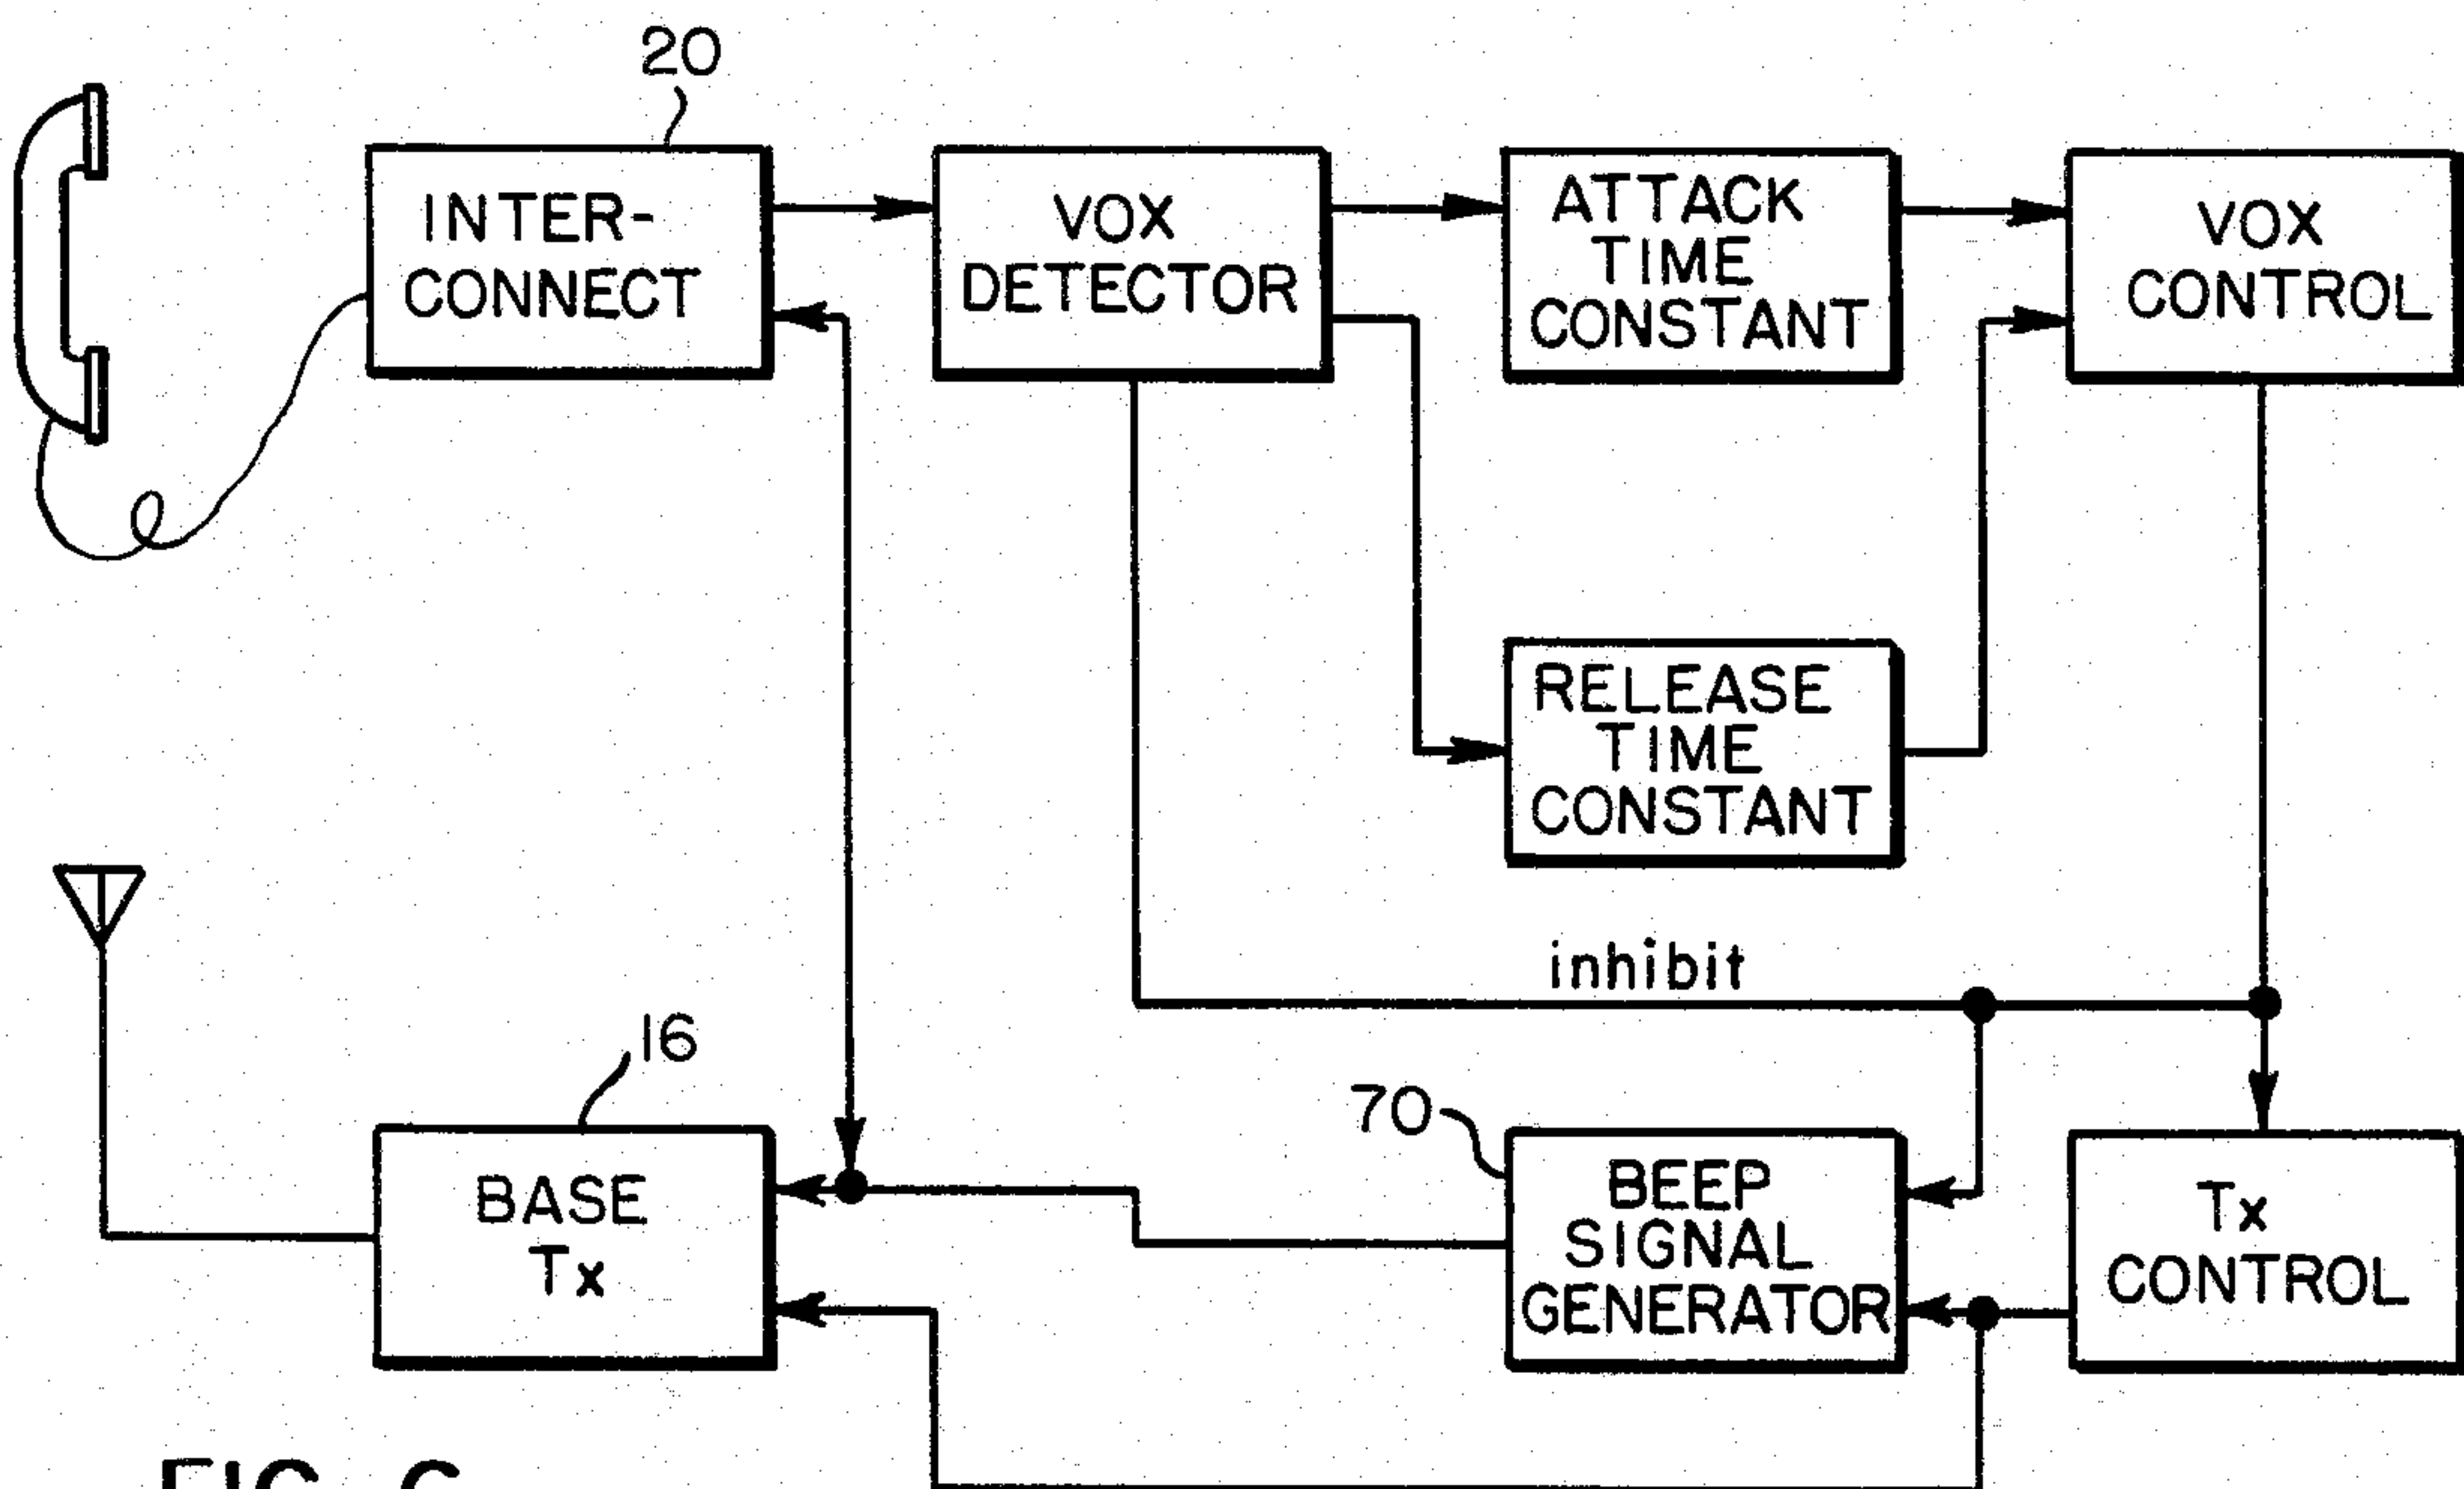 20
INTER-
CONNECT
VOX
DETECTOR
ATTACK
TIME
CONSTANT
VOX
CONTROL
RELEASE
TIME
CONSTANT
inhibit
16
70
BASE
Tx
BEEP
SIGNAL
GENERATOR
Tx
CONTROL
FIG.